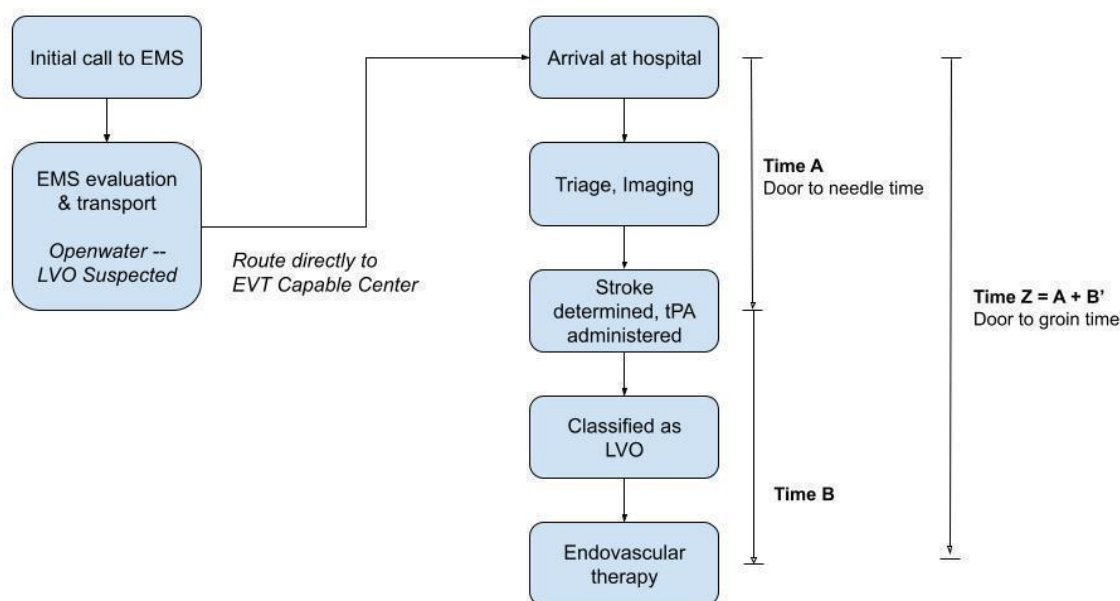 Initial call to EMS
EMS evaluation
& transport
Openwater --
LVO Suspected
Route directly to
EVT Capable Center
Arrival at hospital
Triage, Imaging
Stroke
determined, tPA
administered
Classified as
LVO
Endovascular
therapy
Time A
Door to needle time
Time B
Time Z = A + B’
Door to groin time